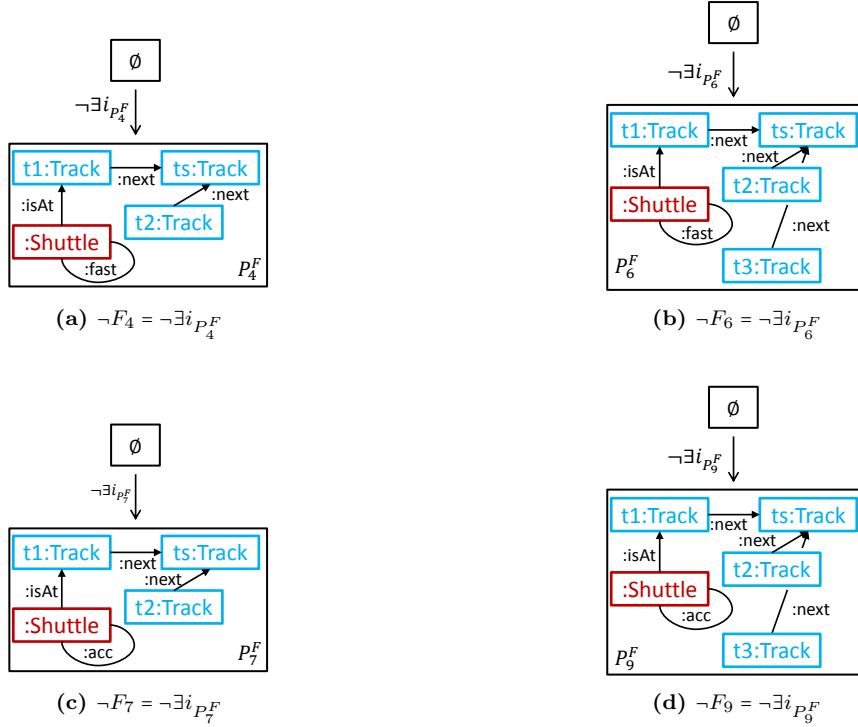 ∅
¬∃i_{P_4^F}
t1:Track
:next
ts:Track
:isAt
:next
t2:Track
:Shuttle
:fast
P_4^F
(a) ¬F_4 = ¬∃i_{P_4^F}
∅
¬∃i_{P_6^F}
t1:Track
:next
ts:Track
:next
:isAt
t2:Track
:Shuttle
:fast
:next
t3:Track
P_6^F
(b) ¬F_6 = ¬∃i_{P_6^F}
∅
¬∃i_{P_7^F}
t1:Track
:next
ts:Track
:next
:isAt
t2:Track
:Shuttle
:acc
P_7^F
(c) ¬F_7 = ¬∃i_{P_7^F}
∅
¬∃i_{P_9^F}
t1:Track
:next
ts:Track
:next
:isAt
t2:Track
:Shuttle
:acc
:next
t3:Track
P_9^F
(d) ¬F_9 = ¬∃i_{P_9^F}